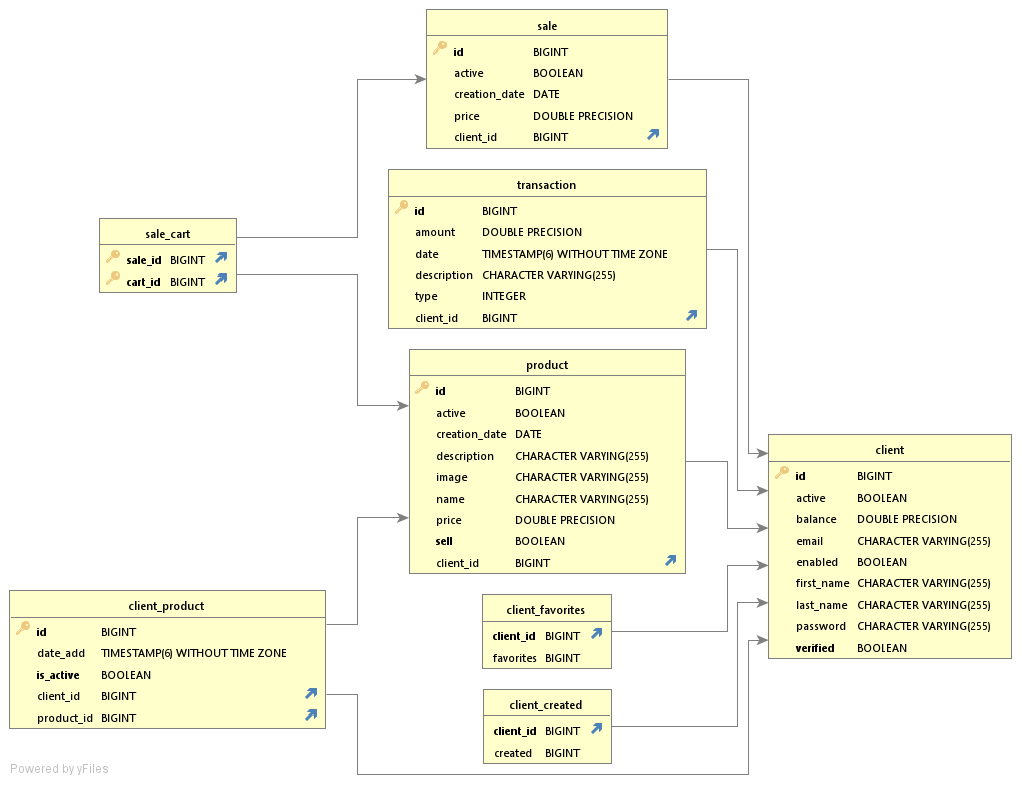 sale
id BIGINT
active BOOLEAN
creation_date DATE
price DOUBLE PRECISION
client_id BIGINT
transaction
id BIGINT
amount DOUBLE PRECISION
date TIMESTAMP(6) WITHOUT TIME ZONE
description CHARACTER VARYING(255)
type INTEGER
client_id BIGINT
sale_cart
sale_id BIGINT
cart_id BIGINT
product
id BIGINT
active BOOLEAN
creation_date DATE
description CHARACTER VARYING(255)
image CHARACTER VARYING(255)
name CHARACTER VARYING(255)
price DOUBLE PRECISION
sell BOOLEAN
client_id BIGINT
client
id BIGINT
active BOOLEAN
balance DOUBLE PRECISION
email CHARACTER VARYING(255)
enabled BOOLEAN
first_name CHARACTER VARYING(255)
last_name CHARACTER VARYING(255)
password CHARACTER VARYING(255)
verified BOOLEAN
client_product
id BIGINT
date_add TIMESTAMP(6) WITHOUT TIME ZONE
is_active BOOLEAN
client_id BIGINT
product_id BIGINT
client_favorites
client_id BIGINT
favorites BIGINT
client_created
client_id BIGINT
created BIGINT
Powered by yFiles